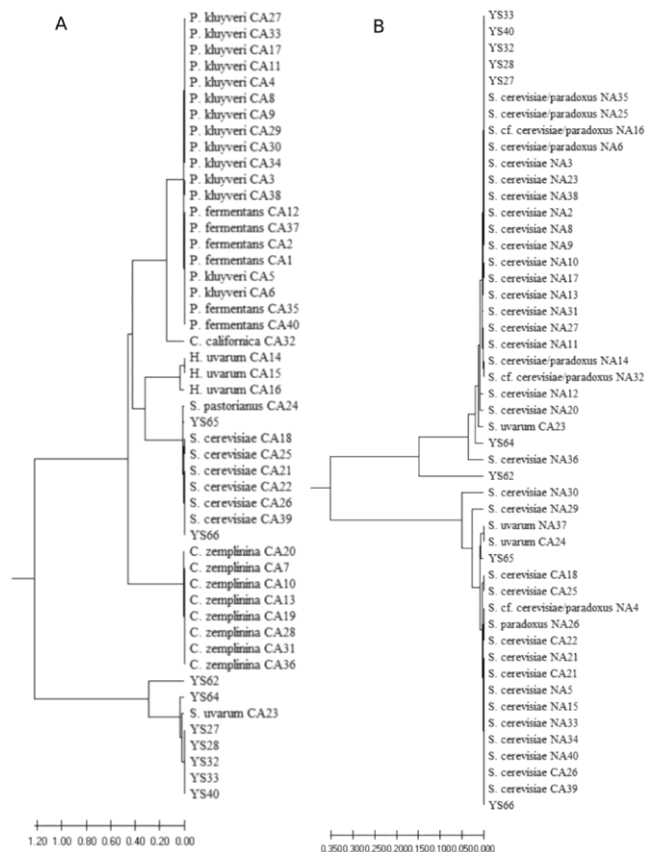 A
P. kluyveri CA27
P. kluyveri CA33
P. kluyveri CA17
P. kluyveri CA11
P. kluyveri CA4
P. kluyveri CA8
P. kluyveri CA9
P. kluyveri CA29
P. kluyveri CA30
P. kluyveri CA34
P. kluyveri CA3
P. kluyveri CA38
P. fermentans CA12
P. fermentans CA37
P. fermentans CA2
P. fermentans CA1
P. kluyveri CA5
P. kluyveri CA6
P. fermentans CA35
P. fermentans CA40
C. californica CA32
H. uvarum CA14
H. uvarum CA15
H. uvarum CA16
S. pastorianus CA24
YS65
S. cerevisiae CA18
S. cerevisiae CA25
S. cerevisiae CA21
S. cerevisiae CA22
S. cerevisiae CA26
S. cerevisiae CA39
YS66
C. zemplinina CA20
C. zemplinina CA7
C. zemplinina CA10
C. zemplinina CA13
C. zemplinina CA19
C. zemplinina CA28
C. zemplinina CA31
C. zemplinina CA36
YS62
YS64
S. uvarum CA23
YS27
YS28
YS32
YS33
YS40
1.20 1.00 0.80 0.60 0.40 0.20 0.00
B
YS33
YS40
YS32
YS28
YS27
S. cerevisiae/paradoxus NA35
S. cerevisiae/paradoxus NA25
S. cf. cerevisiae/paradoxus NA16
S. cerevisiae/paradoxus NA6
S. cerevisiae NA3
S. cerevisiae NA23
S. cerevisiae NA38
S. cerevisiae NA2
S. cerevisiae NA8
S. cerevisiae NA9
S. cerevisiae NA10
S. cerevisiae NA17
S. cerevisiae NA13
S. cerevisiae NA31
S. cerevisiae NA27
S. cerevisiae NA11
S. cerevisiae/paradoxus NA14
S. cf. cerevisiae/paradoxus NA32
S. cerevisiae NA12
S. cerevisiae NA20
S. uvarum CA23
YS64
S. cerevisiae NA36
YS62
S. cerevisiae NA30
S. cerevisiae NA29
S. uvarum NA37
S. uvarum CA24
YS65
S. cerevisiae CA18
S. cerevisiae CA25
S. cf. cerevisiae/paradoxus NA4
S. paradoxus NA26
S. cerevisiae CA22
S. cerevisiae NA21
S. cerevisiae CA21
S. cerevisiae NA5
S. cerevisiae NA15
S. cerevisiae NA33
S. cerevisiae NA34
S. cerevisiae NA40
S. cerevisiae CA26
S. cerevisiae CA39
YS66
0.3500.3000.2500.2000.1500.1000.0500.000